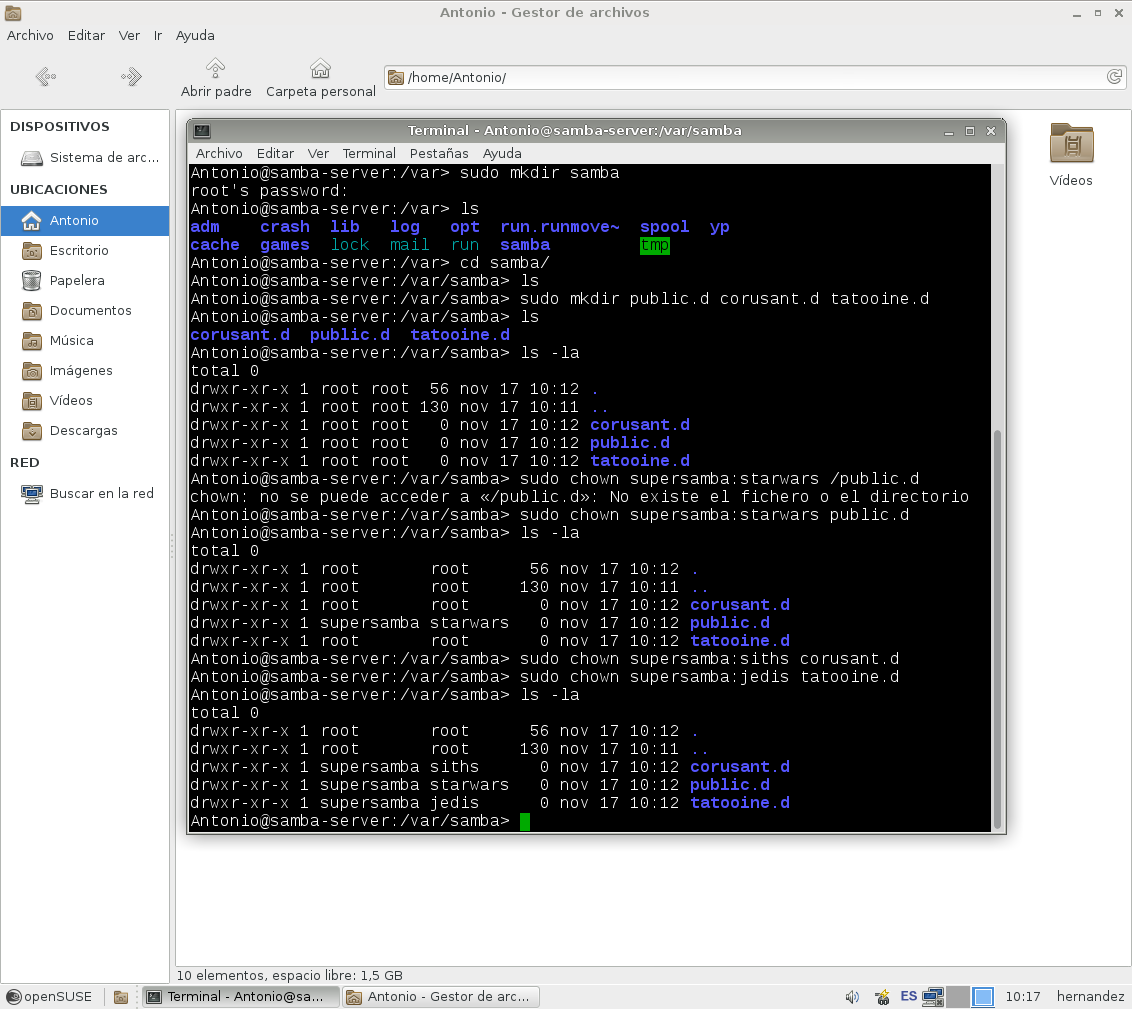 Antonio - Gestor de archivos
Archivo Editar Ver Ir Ayuda
Abrir padre Carpeta personal /home/Antonio/
DISPOSITIVOS
Sistema de arc...
UBICACIONES
Antonio
Escritorio
Papelera
Documentos
Música
Imágenes
Vídeos
Descargas
RED
Buscar en la red
Vídeos
Terminal - Antonio@samba-server:/var/samba
Archivo Editar Ver Terminal Pestañas Ayuda
Antonio@samba-server:/var> sudo mkdir samba
root's password:
Antonio@samba-server:/var> ls
adm    crash  lib   log   opt  run.runmove~  spool  yp
cache  games  lock  mail  run  samba         tmp
Antonio@samba-server:/var> cd samba/
Antonio@samba-server:/var/samba> ls
Antonio@samba-server:/var/samba> sudo mkdir public.d corusant.d tatooine.d
Antonio@samba-server:/var/samba> ls
corusant.d  public.d  tatooine.d
Antonio@samba-server:/var/samba> ls -la
total 0
drwxr-xr-x 1 root root  56 nov 17 10:12 .
drwxr-xr-x 1 root root 130 nov 17 10:11 ..
drwxr-xr-x 1 root root   0 nov 17 10:12 corusant.d
drwxr-xr-x 1 root root   0 nov 17 10:12 public.d
drwxr-xr-x 1 root root   0 nov 17 10:12 tatooine.d
Antonio@samba-server:/var/samba> sudo chown supersamba:starwars /public.d
chown: no se puede acceder a «/public.d»: No existe el fichero o el directorio
Antonio@samba-server:/var/samba> sudo chown supersamba:starwars public.d
Antonio@samba-server:/var/samba> ls -la
total 0
drwxr-xr-x 1 root       root      56 nov 17 10:12 .
drwxr-xr-x 1 root       root     130 nov 17 10:11 ..
drwxr-xr-x 1 root       root       0 nov 17 10:12 corusant.d
drwxr-xr-x 1 supersamba starwars   0 nov 17 10:12 public.d
drwxr-xr-x 1 root       root       0 nov 17 10:12 tatooine.d
Antonio@samba-server:/var/samba> sudo chown supersamba:siths corusant.d
Antonio@samba-server:/var/samba> sudo chown supersamba:jedis tatooine.d
Antonio@samba-server:/var/samba> ls -la
total 0
drwxr-xr-x 1 root       root      56 nov 17 10:12 .
drwxr-xr-x 1 root       root     130 nov 17 10:11 ..
drwxr-xr-x 1 supersamba siths      0 nov 17 10:12 corusant.d
drwxr-xr-x 1 supersamba starwars   0 nov 17 10:12 public.d
drwxr-xr-x 1 supersamba jedis      0 nov 17 10:12 tatooine.d
Antonio@samba-server:/var/samba>
10 elementos, espacio libre: 1,5 GB
openSUSE Terminal - Antonio@sa... Antonio - Gestor de arc... ES 10:17 hernandez